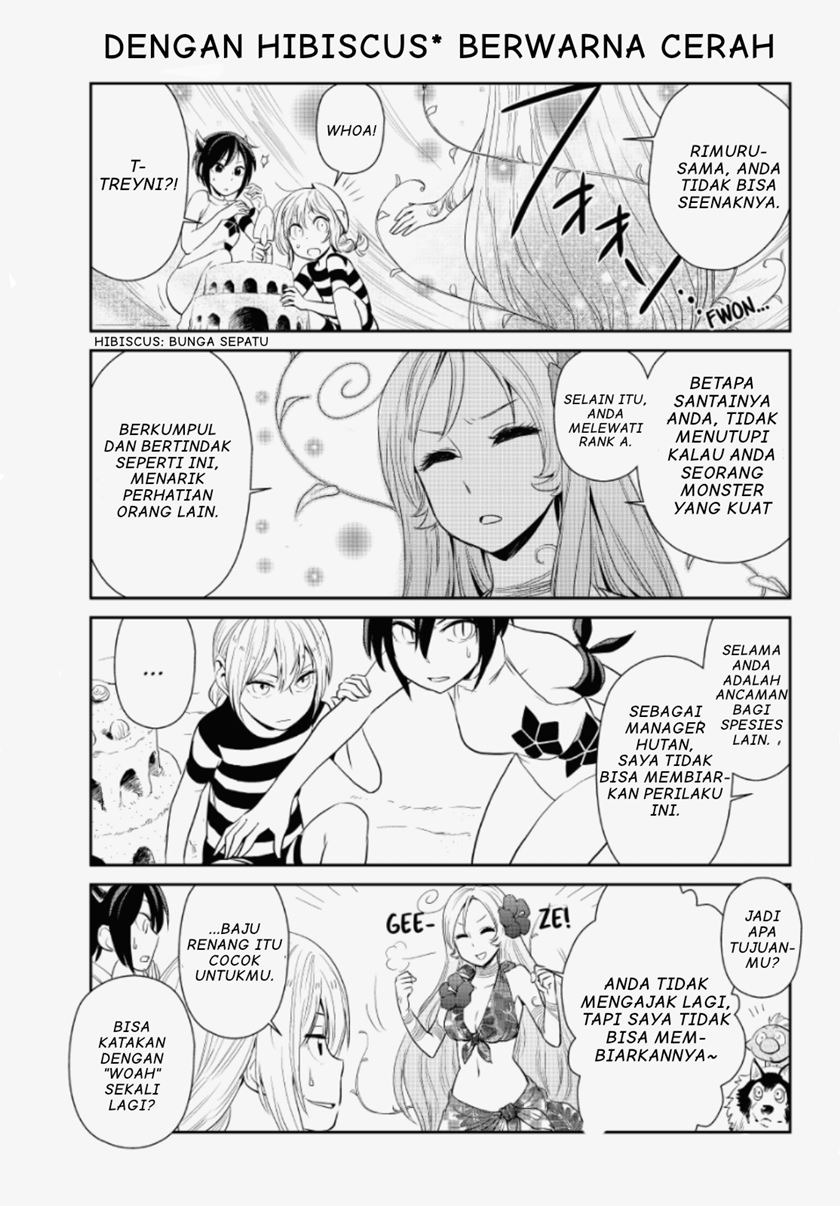 DENGAN HIBISCUS* BERWARNA CERAH
RIMURU-
SAMA, ANDA
TIDAK BISA
SEENAKNYA.
WHOA!
T-
TREYNI?!
FWON...
HIBISCUS: BUNGA SEPATU
BETAPA
SANTAINYA
ANDA, TIDAK
MENUTUPI
KALAU ANDA
SEORANG
MONSTER
YANG KUAT
SELAIN ITU,
ANDA
MELEWATI
RANK A.
BERKUMPUL
DAN BERTINDAK
SEPERTI INI,
MENARIK
PERHATIAN
ORANG LAIN.
SELAMA
ANDA
ADALAH
ANCAMAN
BAGI
SPESIES
LAIN. ,
SEBAGAI
MANAGER
HUTAN,
SAYA TIDAK
BISA MEMBIAR-
KAN PERILAKU
INI.
...
JADI
APA
TUJUAN-
MU?
ANDA TIDAK
MENGAJAK LAGI,
TAPI SAYA TIDAK
BISA MEM-
BIARKANNYA~
GEE-
ZE!
...BAJU
RENANG ITU
COCOK
UNTUKMU.
BISA
KATAKAN
DENGAN
"WOAH"
SEKALI
LAGI?